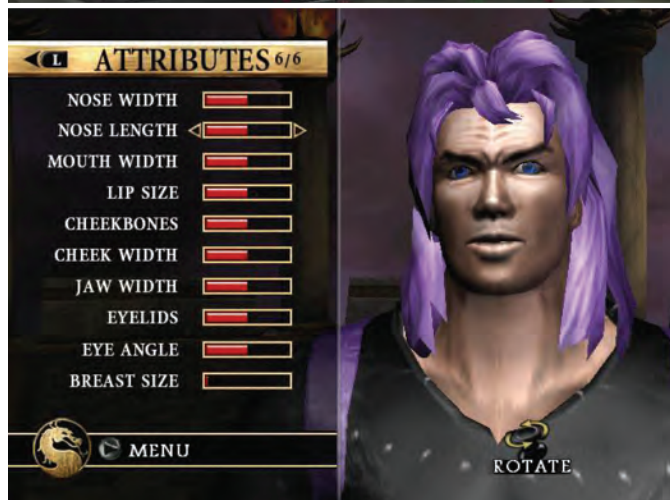 L ATTRIBUTES 6/6
NOSE WIDTH
NOSE LENGTH
MOUTH WIDTH
LIP SIZE
CHEEKBONES
CHEEK WIDTH
JAW WIDTH
EYELIDS
EYE ANGLE
BREAST SIZE
MENU
ROTATE